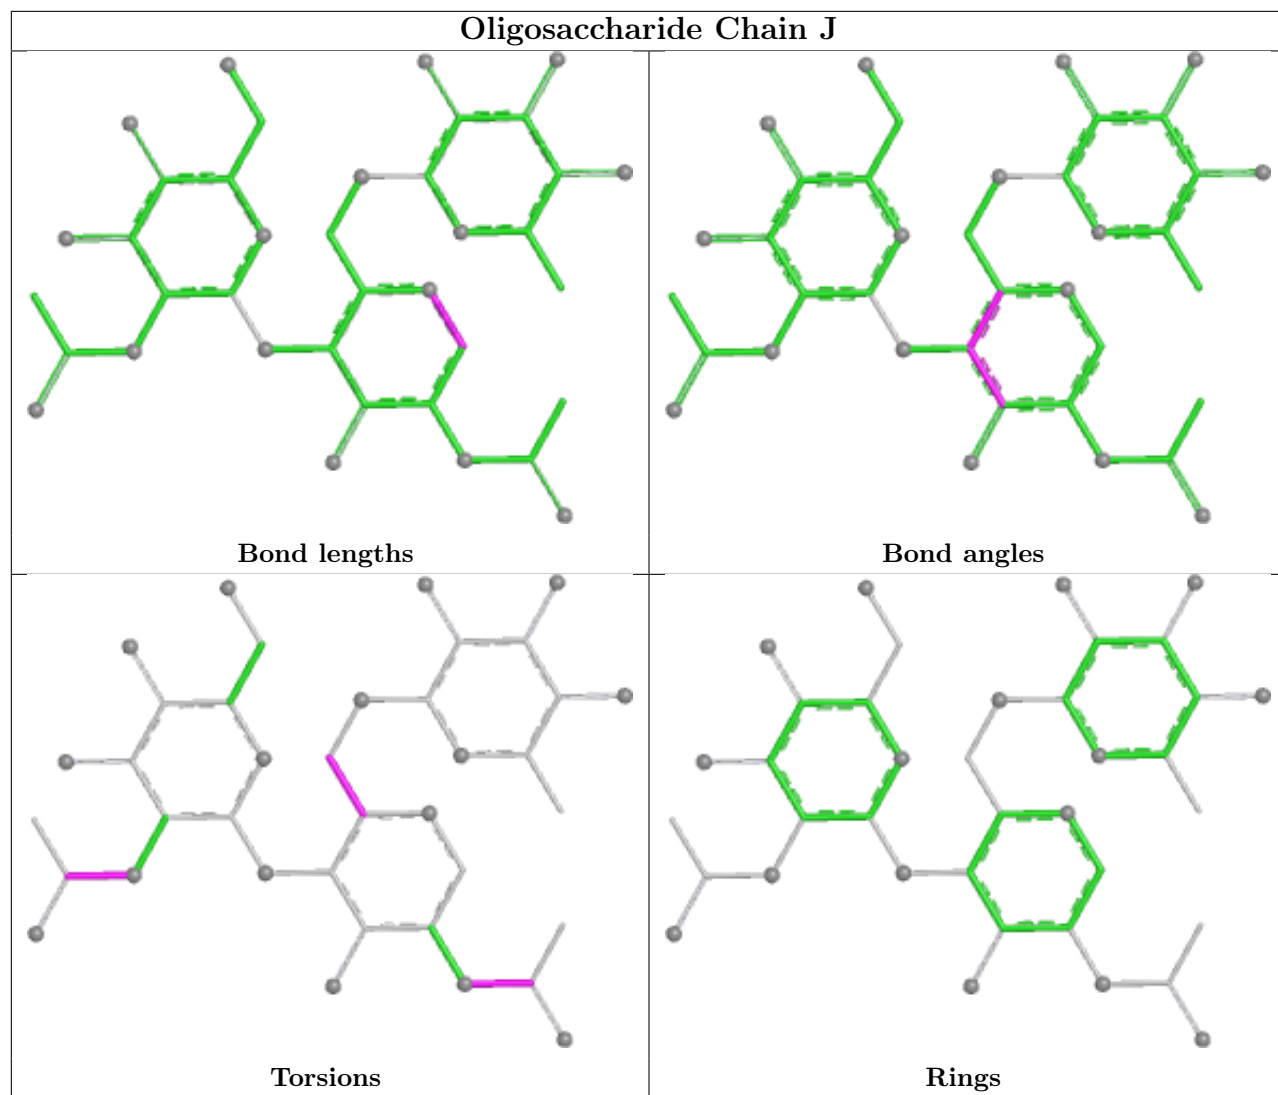 Oligosaccharide Chain J
Bond lengths
Bond angles
Torsions
Rings